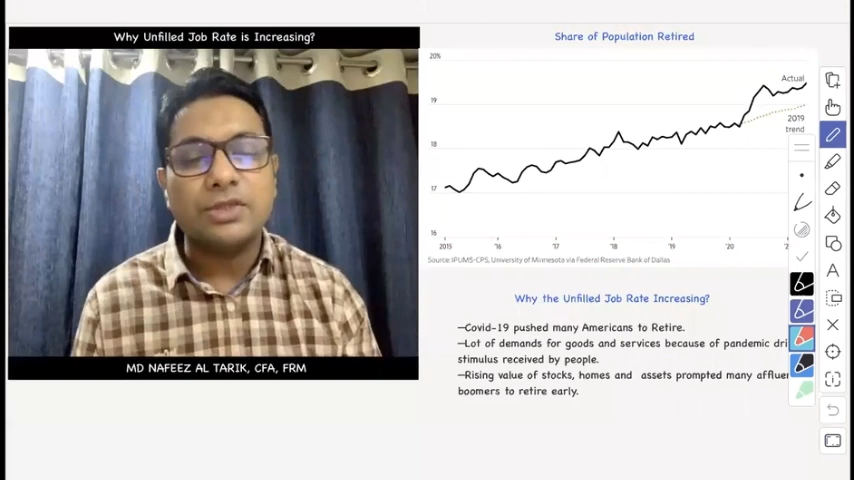 Why Unfilled Job Rate is Increasing?
MD NAFEEZ AL TARIK, CFA, FRM
Share of Population Retired
20%
19
18
17
16
Actual
2019
trend
2015
'16
'17
'18
'19
'20
Source: IPUMS-CPS, University of Minnesota via Federal Reserve Bank of Dallas
Why the Unfilled Job Rate Increasing?
—Covid-19 pushed many Americans to Retire.
—Lot of demands for goods and services because of pandemic
stimulus received by people.
—Rising value of stocks, homes and assets prompted many
boomers to retire early.